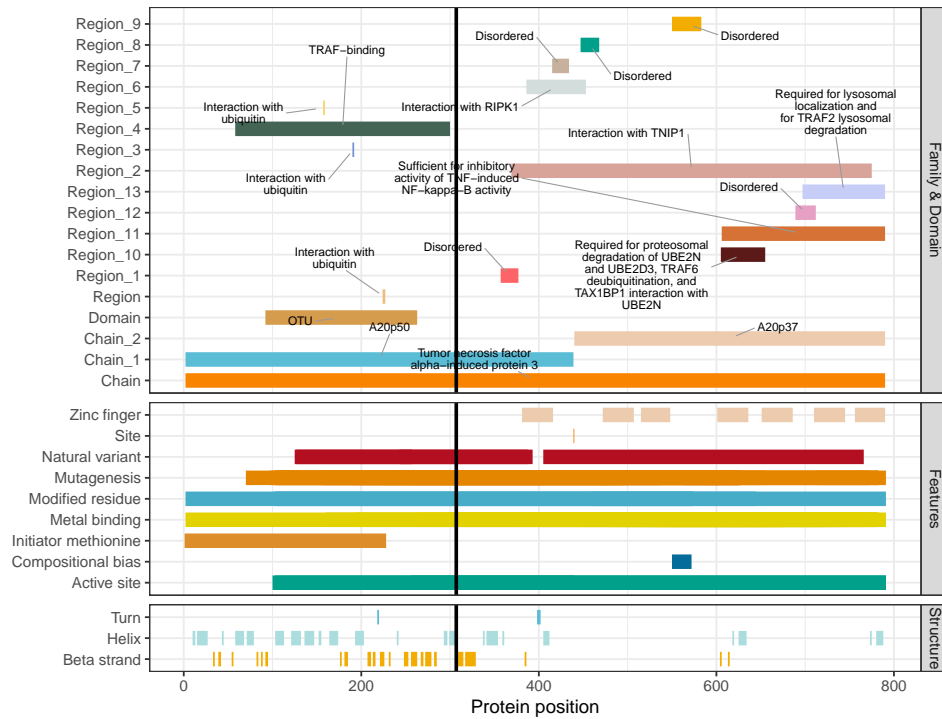 Region_9
Region_8
Region_7
Region_6
Region_5
Region_4
Region_3
Region_2
Region_13
Region_12
Region_11
Region_10
Region_1
Region
Domain
Chain_2
Chain_1
Chain
Disordered
TRAF−binding
Disordered
Disordered
Interaction with
ubiquitin
Interaction with RIPK1
Required for lysosomal
localization and
for TRAF2 lysosomal
degradation
Interaction with TNIP1
Interaction with
ubiquitin
Sufficient for inhibitory
activity of TNF−induced
NF−kappa−B activity
Disordered
Interaction with
ubiquitin
Disordered
Required for proteosomal
degradation of UBE2N
and UBE2D3, TRAF6
deubiquitination, and
TAX1BP1 interaction with
UBE2N
OTU
A20p50
A20p37
Tumor necrosis factor
alpha−induced protein 3
Family & Domain
Zinc finger
Site
Natural variant
Mutagenesis
Modified residue
Metal binding
Initiator methionine
Compositional bias
Active site
Features
Turn
Helix
Beta strand
Structure
0 200 400 600 800
Protein position